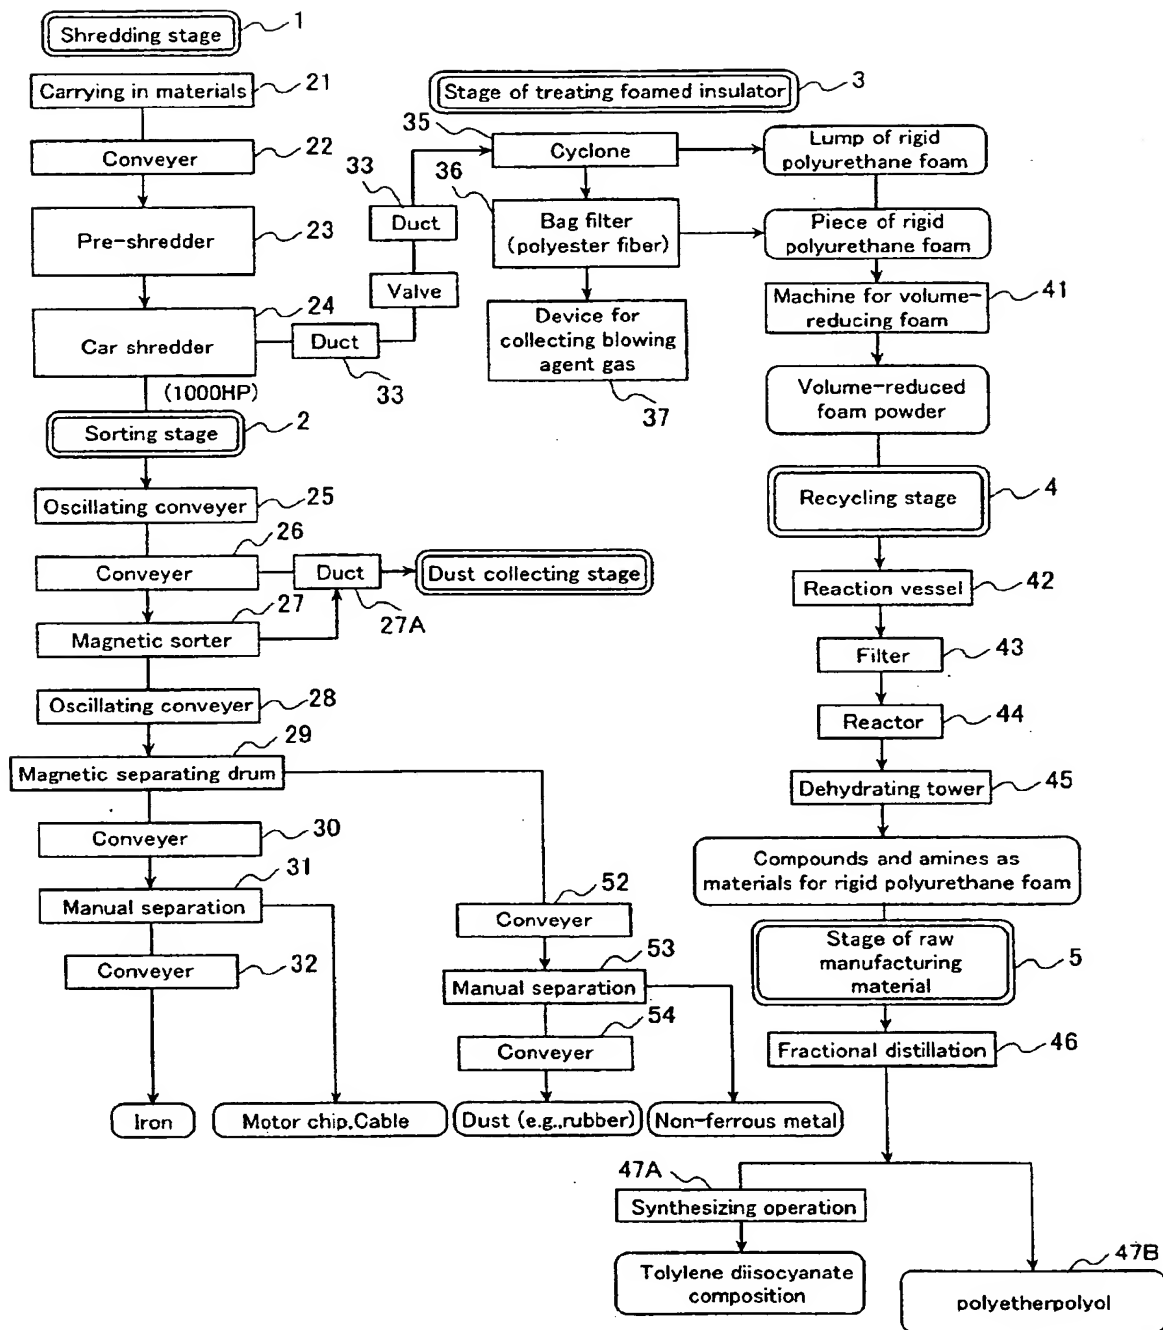 Shredding stage
1
Carrying in materials
21
Conveyer
22
Pre-shredder
23
Car shredder
24
(1000HP)
Duct
33
Valve
Duct
33
Stage of treating foamed insulator
3
35
Cyclone
36
Bag filter
(polyester fiber)
Device for
collecting blowing
agent gas
37
Lump of rigid
polyurethane foam
Piece of rigid
polyurethane foam
Machine for volume-
reducing foam
41
Volume-reduced
foam powder
Recycling stage
4
Reaction vessel
42
Filter
43
Reactor
44
Dehydrating tower
45
Compounds and amines as
materials for rigid polyurethane foam
Stage of raw
manufacturing
material
5
Fractional distillation
46
47A
Synthesizing operation
Tolylene diisocyanate
composition
47B
polyetherpolyol
Sorting stage
2
Oscillating conveyer
25
26
Conveyer
Duct
27A
Dust collecting stage
27
Magnetic sorter
Oscillating conveyer
28
29
Magnetic separating drum
Conveyer
30
31
Manual separation
Conveyer
32
52
Conveyer
53
Manual separation
54
Conveyer
Iron
Motor chip,Cable
Dust (e.g.,rubber)
Non-ferrous metal